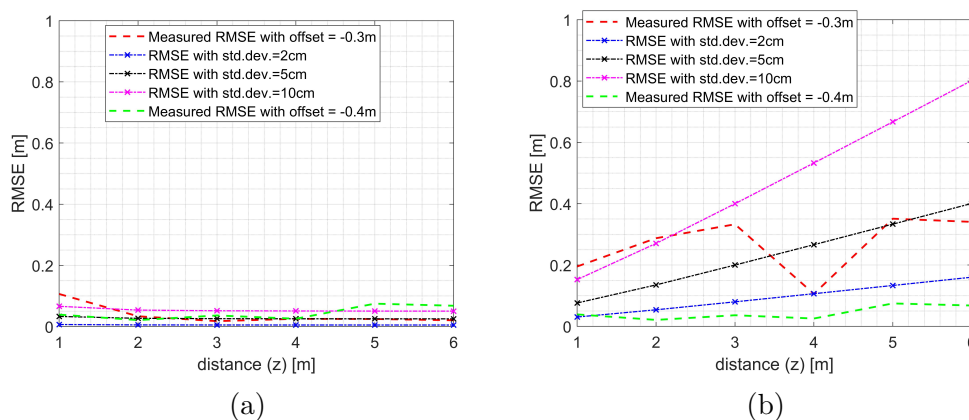 1
0.8
0.6
0.4
0.2
0
RMSE [m]
Measured RMSE with offset = -0.3m
RMSE with std.dev.=2cm
RMSE with std.dev.=5cm
RMSE with std.dev.=10cm
Measured RMSE with offset = -0.4m
1 2 3 4 5 6
distance (z) [m]
(a)
1
0.8
0.6
0.4
0.2
0
RMSE [m]
Measured RMSE with offset = -0.3m
RMSE with std.dev.=2cm
RMSE with std.dev.=5cm
RMSE with std.dev.=10cm
Measured RMSE with offset = -0.4m
1 2 3 4 5 6
distance (z) [m]
(b)